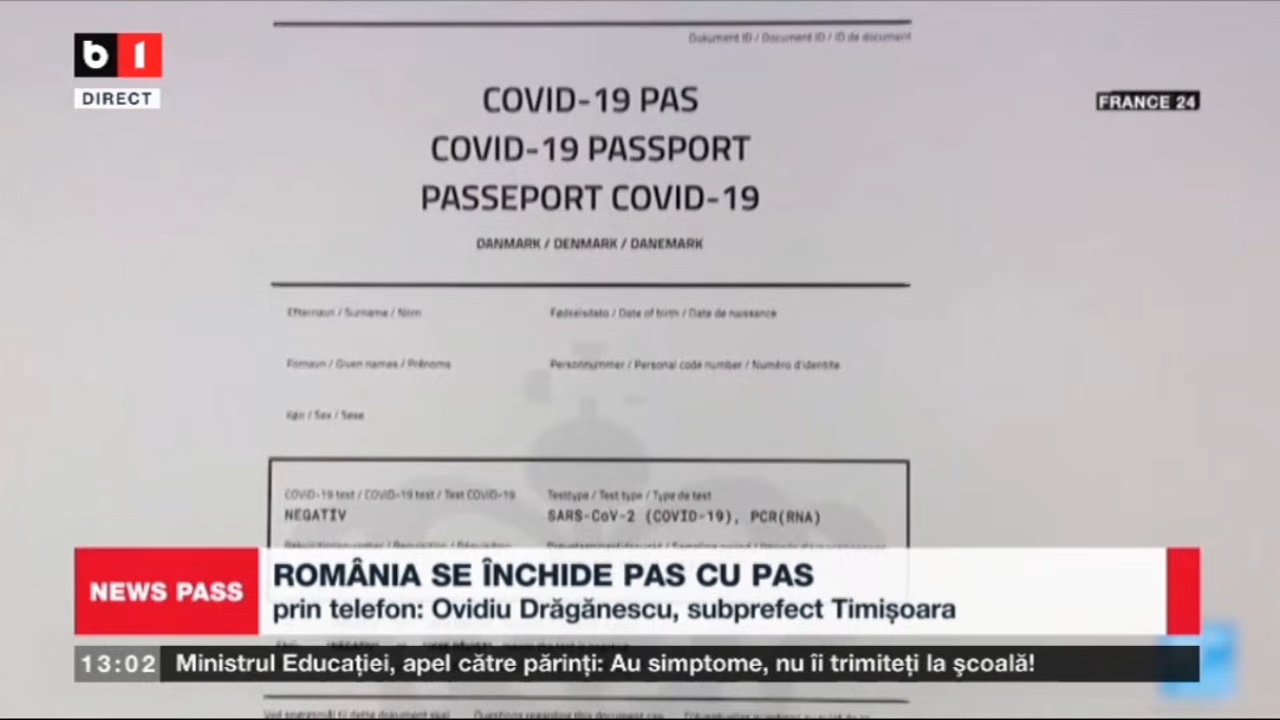 b1
DIRECT
FRANCE 24
Dokument ID / Document ID / ID de document
COVID-19 PAS
COVID-19 PASSPORT
PASSEPORT COVID-19
DANMARK / DENMARK / DANEMARK
Efternavn / Surname / Nom
Fødselsdato / Date of birth / Date de naissance
Fornavn / Given names / Prénoms
Personnummer / Personal code number / Numéro d'identité
Køn / Sex / Sexe
COVID-19 test / COVID-19 test / Test COVID-19
Testtype / Test type / Type de test
NEGATIV
SARS-CoV-2 (COVID-19), PCR(RNA)
NEWS PASS
ROMÂNIA SE ÎNCHIDE PAS CU PAS
prin telefon: Ovidiu Drăgănescu, subprefect Timișoara
13:02 Ministrul Educației, apel către părinți: Au simptome, nu îi trimiteți la școală!